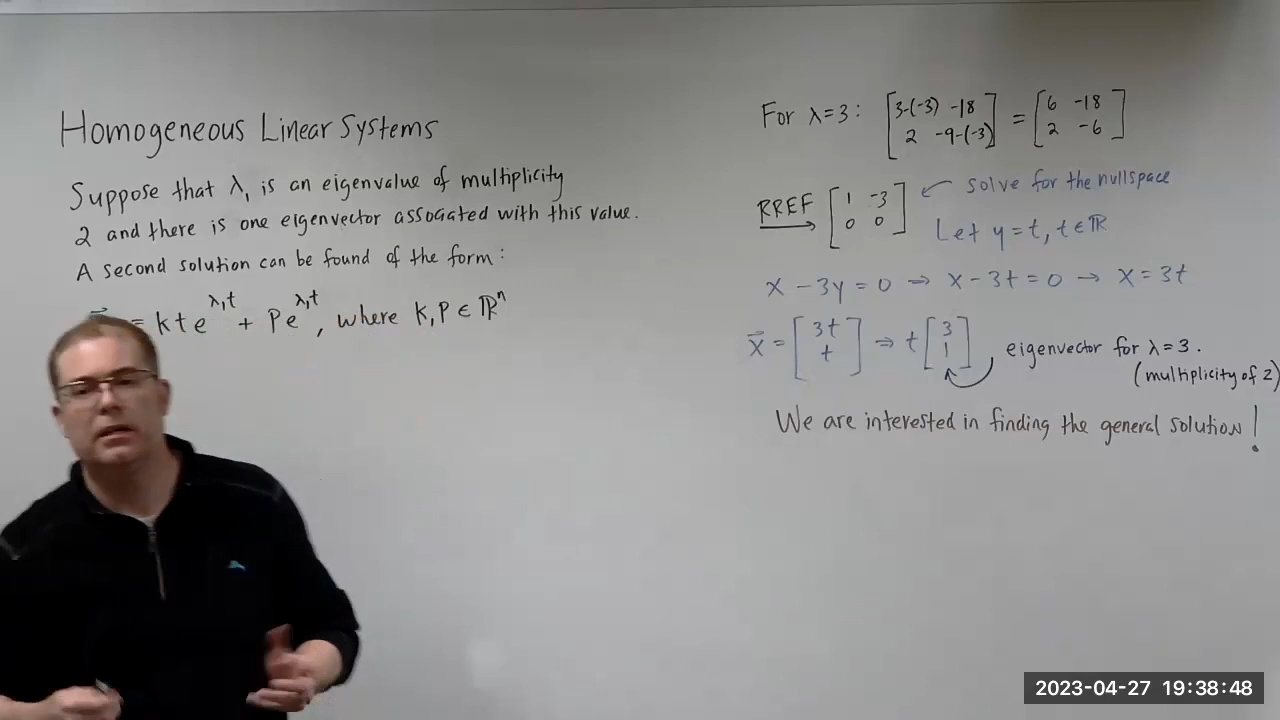 Homogeneous Linear Systems
Suppose that λ₁ is an eigenvalue of multiplicity
2 and there is one eigenvector associated with this value.
A second solution can be found of the form:
= kte^{λ₁t} + Pe^{λ₁t}, where k, P ∈ ℝⁿ
For λ=3: [3-(-3) -18; 2 -9-(-3)] = [6 -18; 2 -6]
RREF → [1 -3; 0 0] ← solve for the nullspace
Let y=t, t∈ℝ
x - 3y = 0 → x - 3t = 0 → x = 3t
x⃗ = [3t; t] ⇒ t[3; 1] eigenvector for λ=3.
(multiplicity of 2)
We are interested in finding the general solution!
2023-04-27 19:38:48